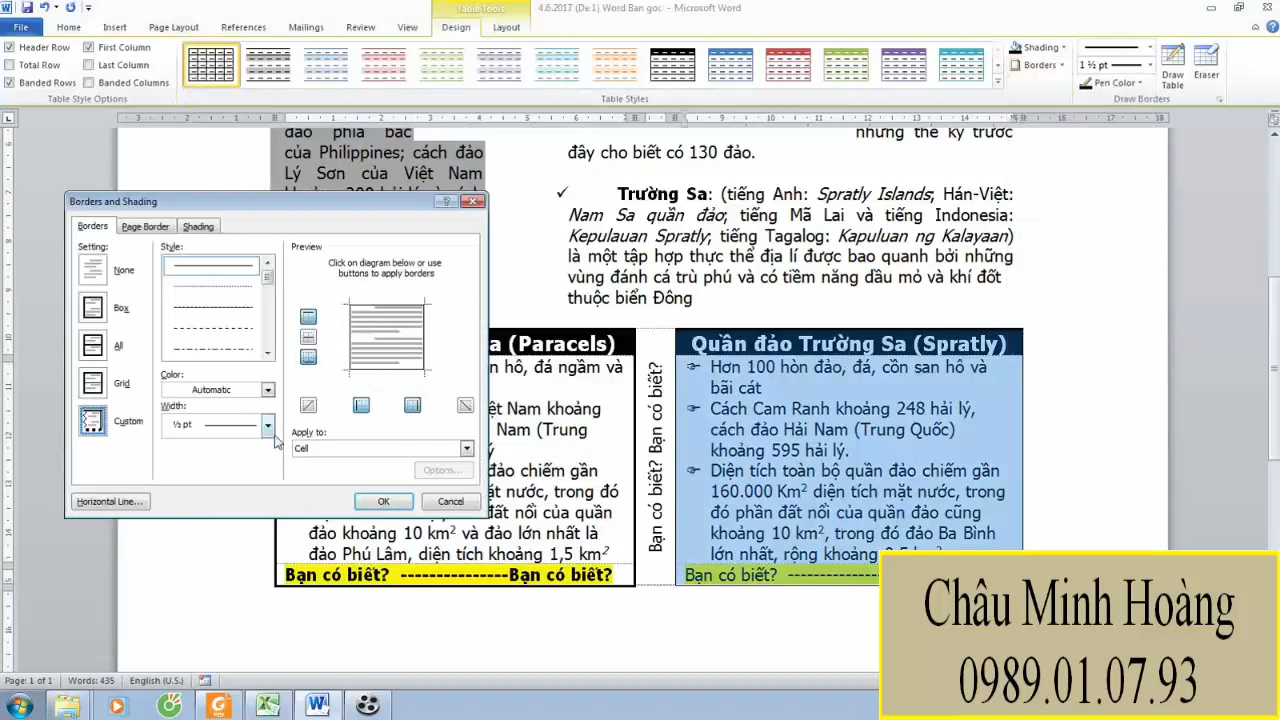 Table Tools
4.6.2017 (De 1) Word Ban goc - Microsoft Word
File Home Insert Page Layout References Mailings Review View Design Layout
Header Row First Column
Total Row Last Column
Banded Rows Banded Columns
Table Style Options
Table Styles
Shading
Borders
1 ½ pt
Pen Color
Draw Table
Eraser
Draw Borders
đảo phía bắc
của Philippines; cách đảo
Lý Sơn của Việt Nam
những thế kỷ trước
đây cho biết có 130 đảo.
✓ Trường Sa: (tiếng Anh: Spratly Islands; Hán-Việt:
Nam Sa quần đảo; tiếng Mã Lai và tiếng Indonesia:
Kepulauan Spratly; tiếng Tagalog: Kapuluan ng Kalayaan)
là một tập hợp thực thể địa lí được bao quanh bởi những
vùng đánh cá trù phú và có tiềm năng dầu mỏ và khí đốt
thuộc biển Đông
Borders and Shading
Borders Page Border Shading
Setting:
None
Box
All
Grid
Custom
Style:
Color:
Automatic
Width:
½ pt
Preview
Click on diagram below or use
buttons to apply borders
Apply to:
Cell
Options...
Horizontal Line...
OK Cancel
a (Paracels)
n hô, đá ngầm và
ệt Nam khoảng
Nam (Trung
ý
đảo chiếm gần
ặt nước, trong đó
ất nổi của quần
đảo khoảng 10 km² và đảo lớn nhất là
đảo Phú Lâm, diện tích khoảng 1,5 km²
Bạn có biết? ---------------Bạn có biết?
Bạn có biết? Bạn có biết?
Quần đảo Trường Sa (Spratly)
Hơn 100 hòn đảo, đá, cồn san hô và
bãi cát
Cách Cam Ranh khoảng 248 hải lý,
cách đảo Hải Nam (Trung Quốc)
khoảng 595 hải lý.
Diện tích toàn bộ quần đảo chiếm gần
160.000 Km² diện tích mặt nước, trong
đó phần đất nổi của quần đảo cũng
khoảng 10 km², trong đó đảo Ba Bình
lớn nhất, rộng khoảng
Bạn có biết? ---------------
Châu Minh Hoàng
0989.01.07.93
Page: 1 of 1 Words: 435 English (U.S.)